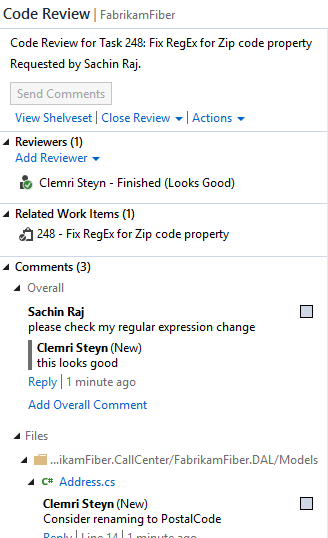 Code Review | FabrikamFiber
Code Review for Task 248: Fix RegEx for Zip code property
Requested by Sachin Raj.
Send Comments
View Shelveset | Close Review | Actions
Reviewers (1)
Add Reviewer
Clemri Steyn - Finished (Looks Good)
Related Work Items (1)
248 - Fix RegEx for Zip code property
Comments (3)
Overall
Sachin Raj
please check my regular expression change
Clemri Steyn (New)
this looks good
Reply | 1 minute ago
Add Overall Comment
Files
...ikamFiber.CallCenter/FabrikamFiber.DAL/Models
C# Address.cs
Clemri Steyn (New)
Consider renaming to PostalCode
Reply | Line 14 | 1 minute ago